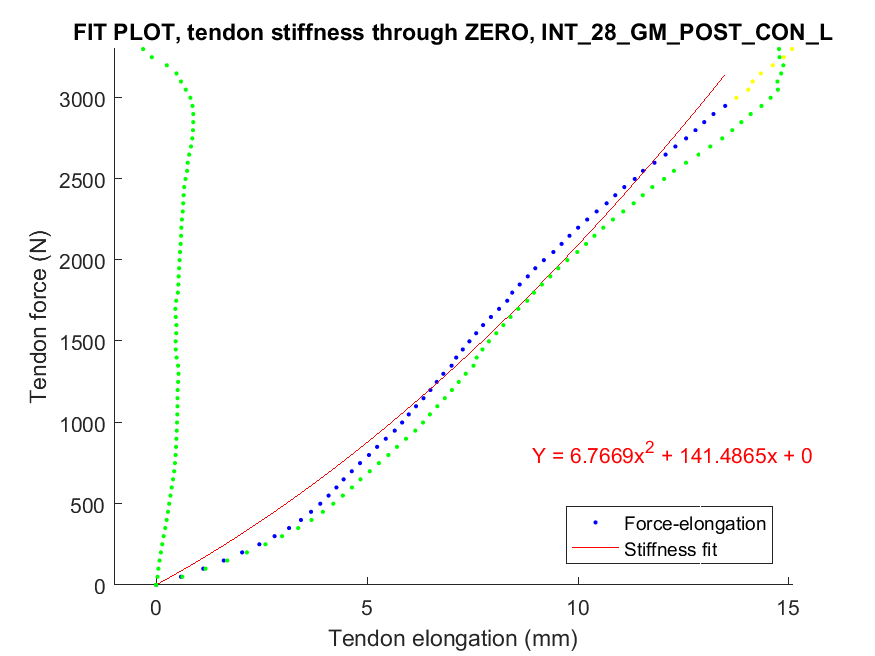 FIT PLOT, tendon stiffness through ZERO, INT_28_GM_POST_CON_L
3000
2500
2000
1500
1000
500
0
Tendon force (N)
Y = 6.7669x² + 141.4865x + 0
Force-elongation
Stiffness fit
0 5 10 15
Tendon elongation (mm)